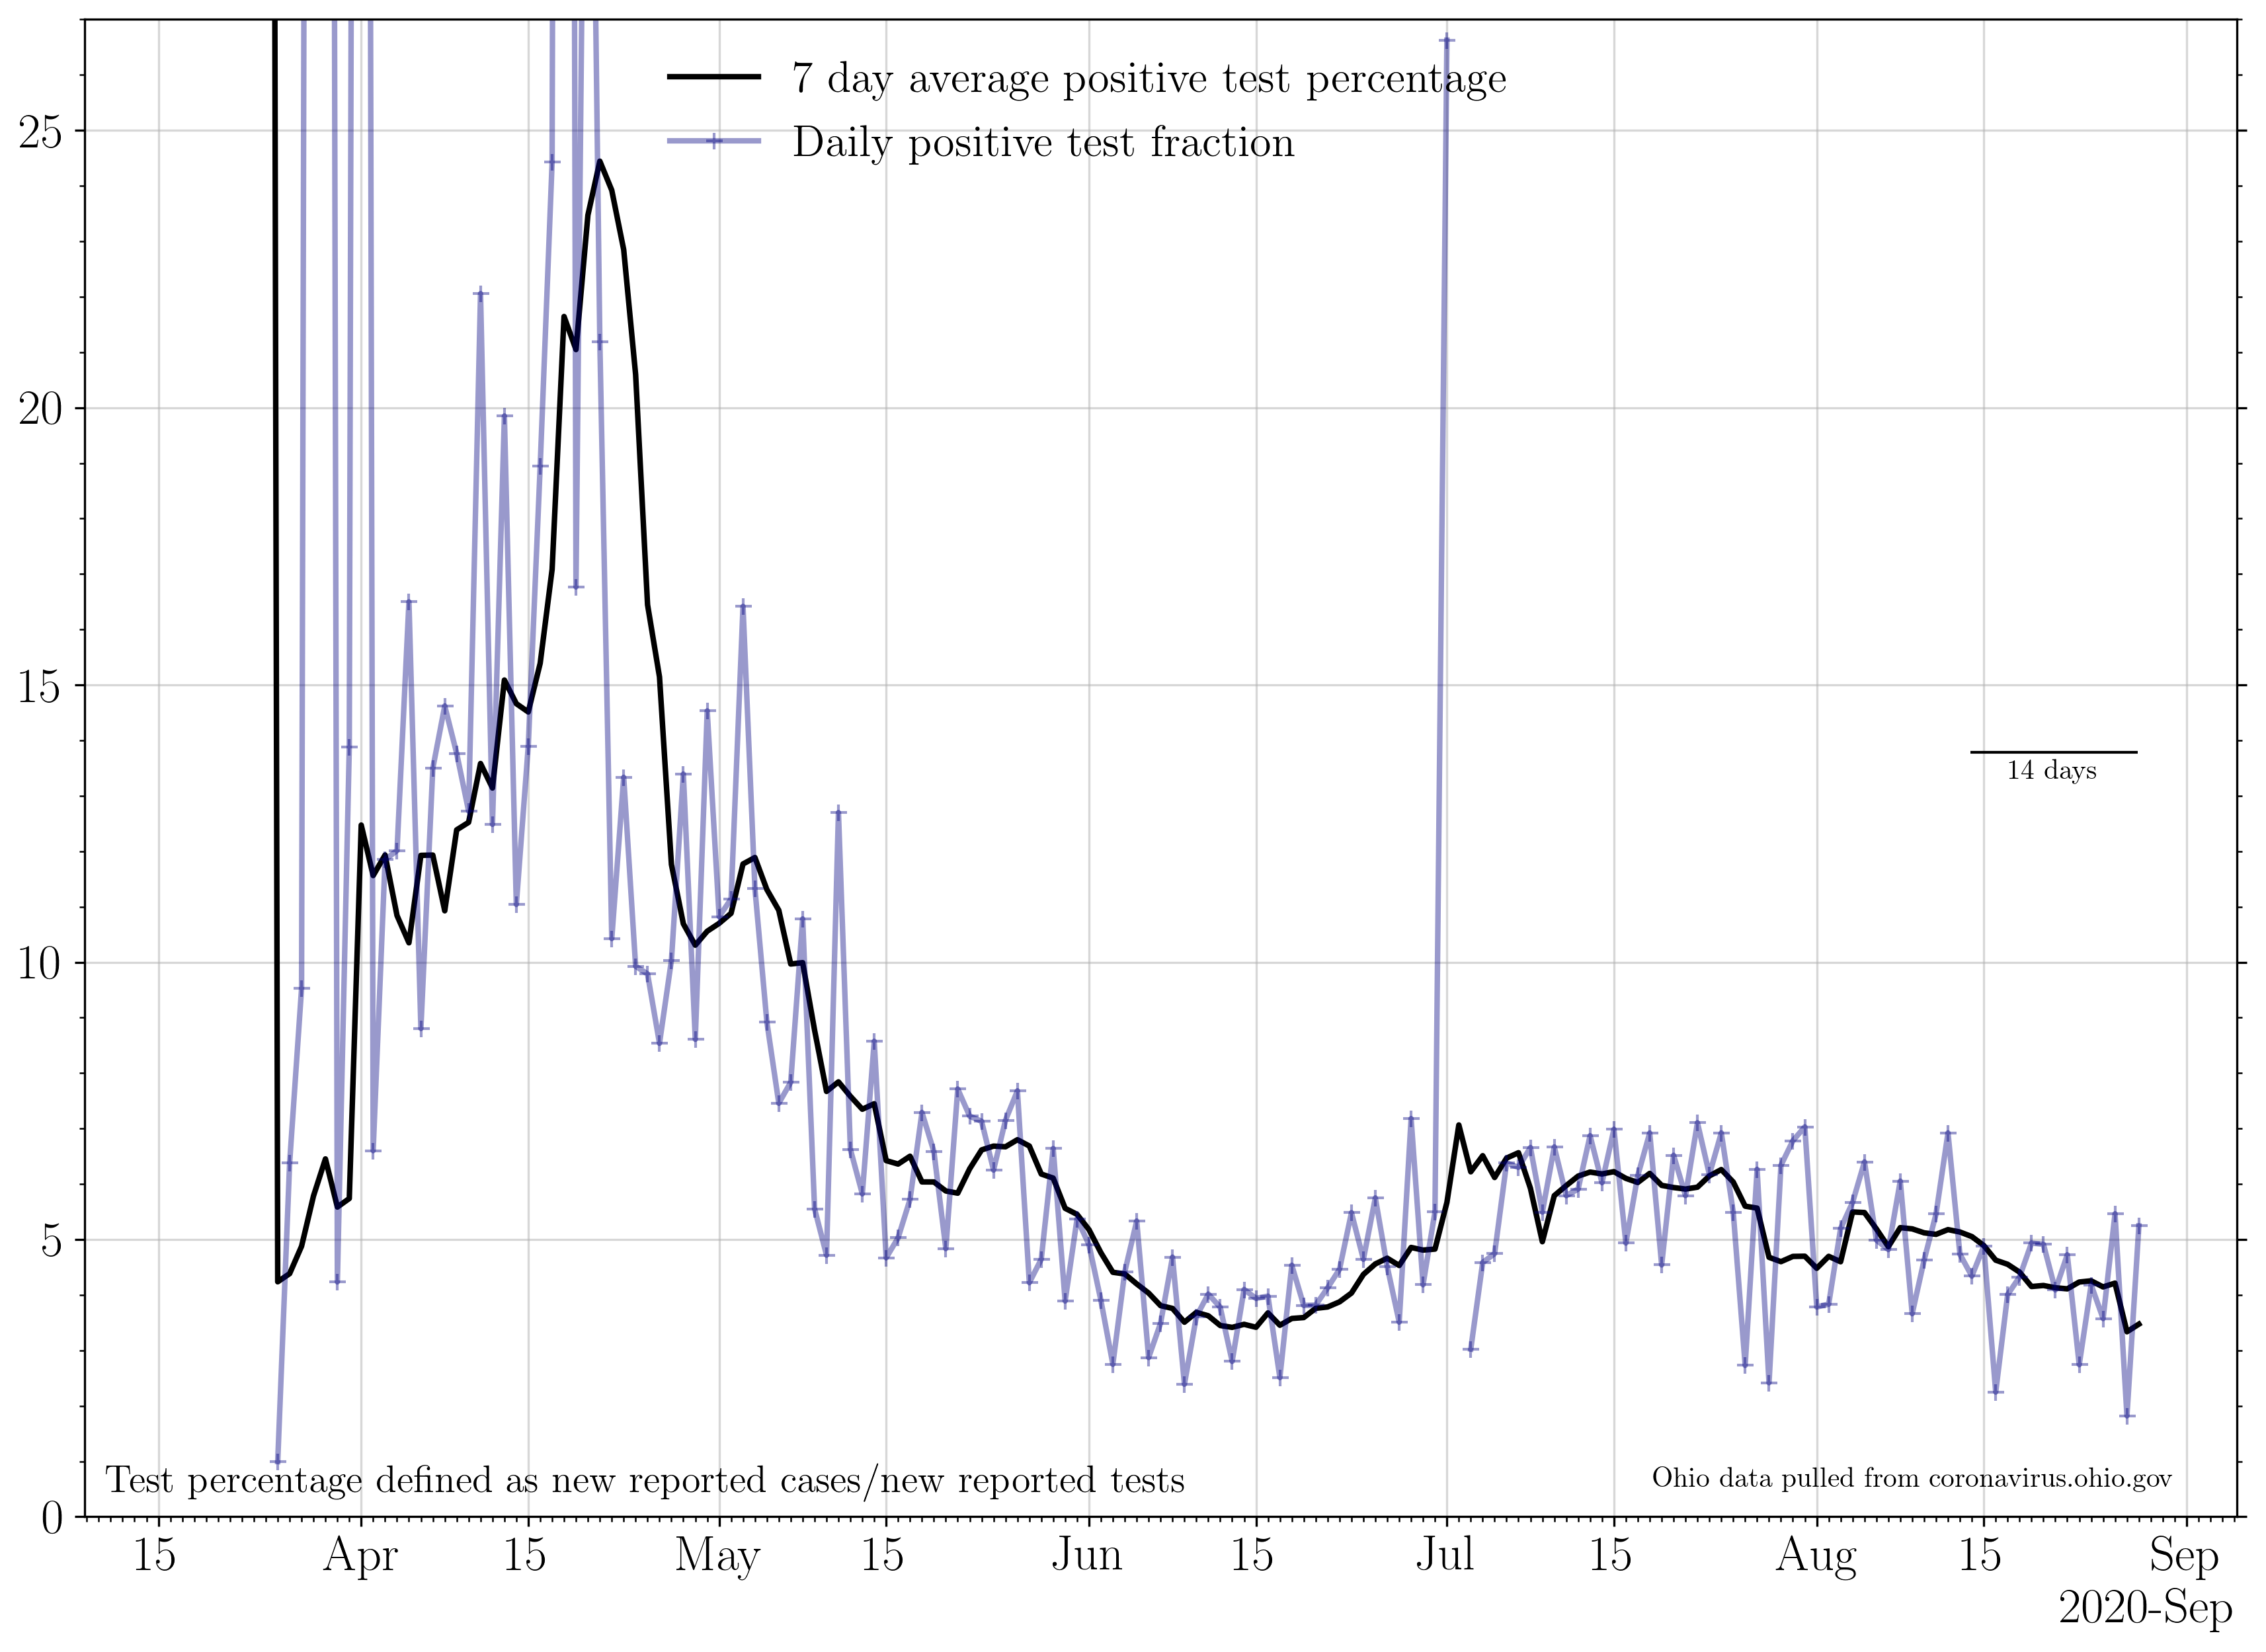 7 day average positive test percentage
Daily positive test fraction
25
20
15
10
5
0
14 days
Test percentage defined as new reported cases/new reported tests
Ohio data pulled from coronavirus.ohio.gov
15 Apr 15 May 15 Jun 15 Jul 15 Aug 15 Sep
2020-Sep